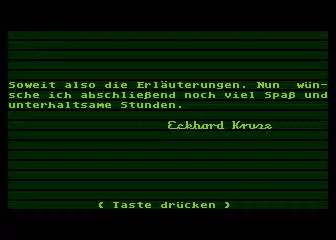 Soweit also die Erläuterungen. Nun wün-
sche ich abschließend noch viel Spaß und
unterhaltsame Stunden.
Eckhard Kruse
( Taste drücken )